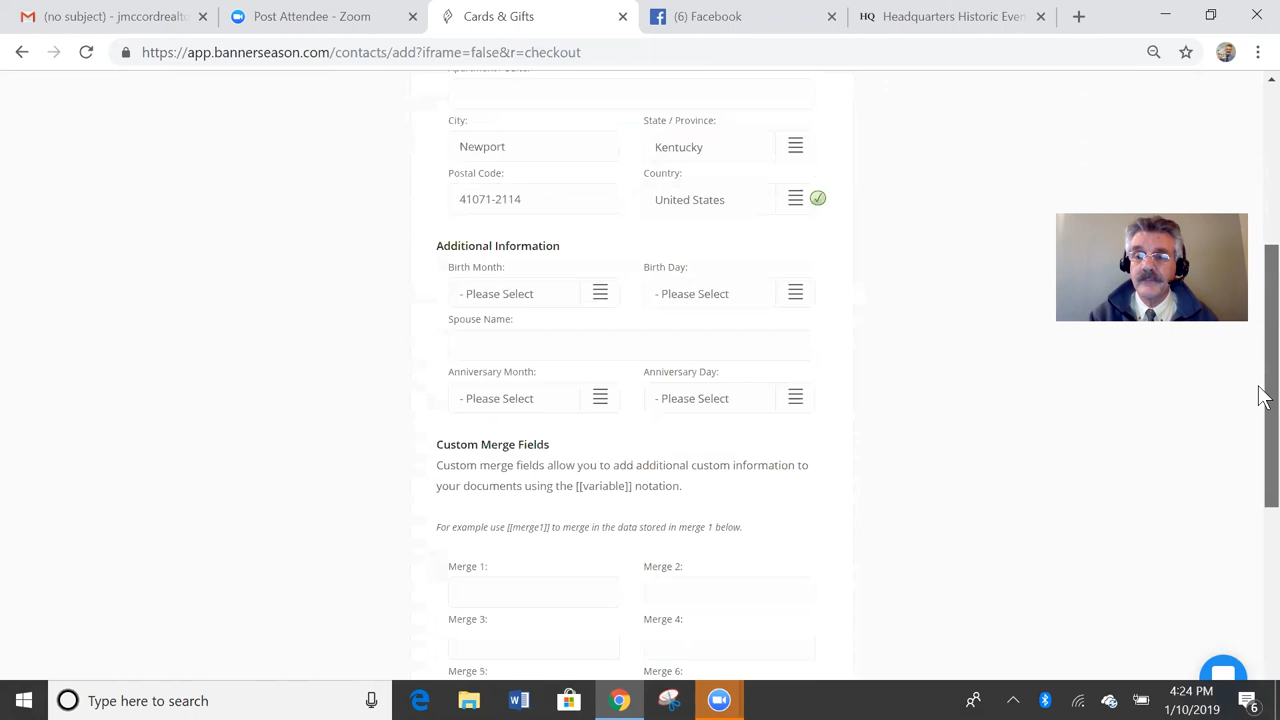 (no subject) - jmccordrealto
Post Attendee - Zoom
Cards & Gifts
(6) Facebook
HQ Headquarters Historic Even
https://app.bannerseason.com/contacts/add?iframe=false&r=checkout
City:
State / Province:
Newport
Kentucky
Postal Code:
Country:
41071-2114
United States
Additional Information
Birth Month:
Birth Day:
- Please Select
- Please Select
Spouse Name:
Anniversary Month:
Anniversary Day:
- Please Select
- Please Select
Custom Merge Fields
Custom merge fields allow you to add additional custom information to
your documents using the [[variable]] notation.
For example use [[merge1]] to merge in the data stored in merge 1 below.
Merge 1:
Merge 2:
Merge 3:
Merge 4:
Merge 5:
Merge 6:
Type here to search
4:24 PM
1/10/2019
6